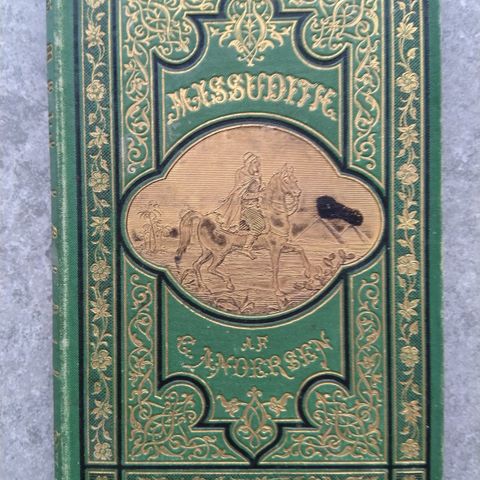 MASSUDITH
AF
E. ANDERSEN